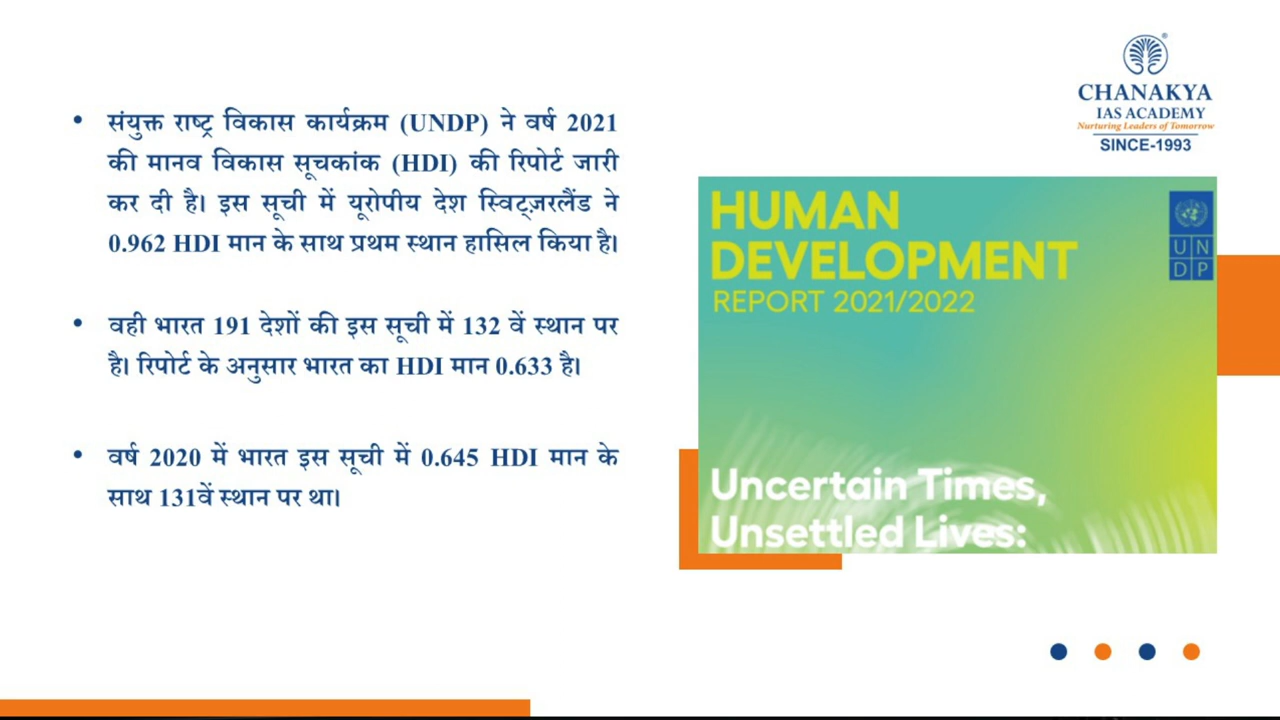 • संयुक्त राष्ट्र विकास कार्यक्रम (UNDP) ने वर्ष 2021
की मानव विकास सूचकांक (HDI) की रिपोर्ट जारी
कर दी है। इस सूची में यूरोपीय देश स्विट्ज़रलैंड ने
0.962 HDI मान के साथ प्रथम स्थान हासिल किया है।
• वही भारत 191 देशों की इस सूची में 132 वें स्थान पर
है। रिपोर्ट के अनुसार भारत का HDI मान 0.633 है।
• वर्ष 2020 में भारत इस सूची में 0.645 HDI मान के
साथ 131वें स्थान पर था।
CHANAKYA
IAS ACADEMY
Nurturing Leaders of Tomorrow
SINCE-1993
HUMAN
DEVELOPMENT
REPORT 2021/2022
U N
D P
Uncertain Times,
Unsettled Lives: